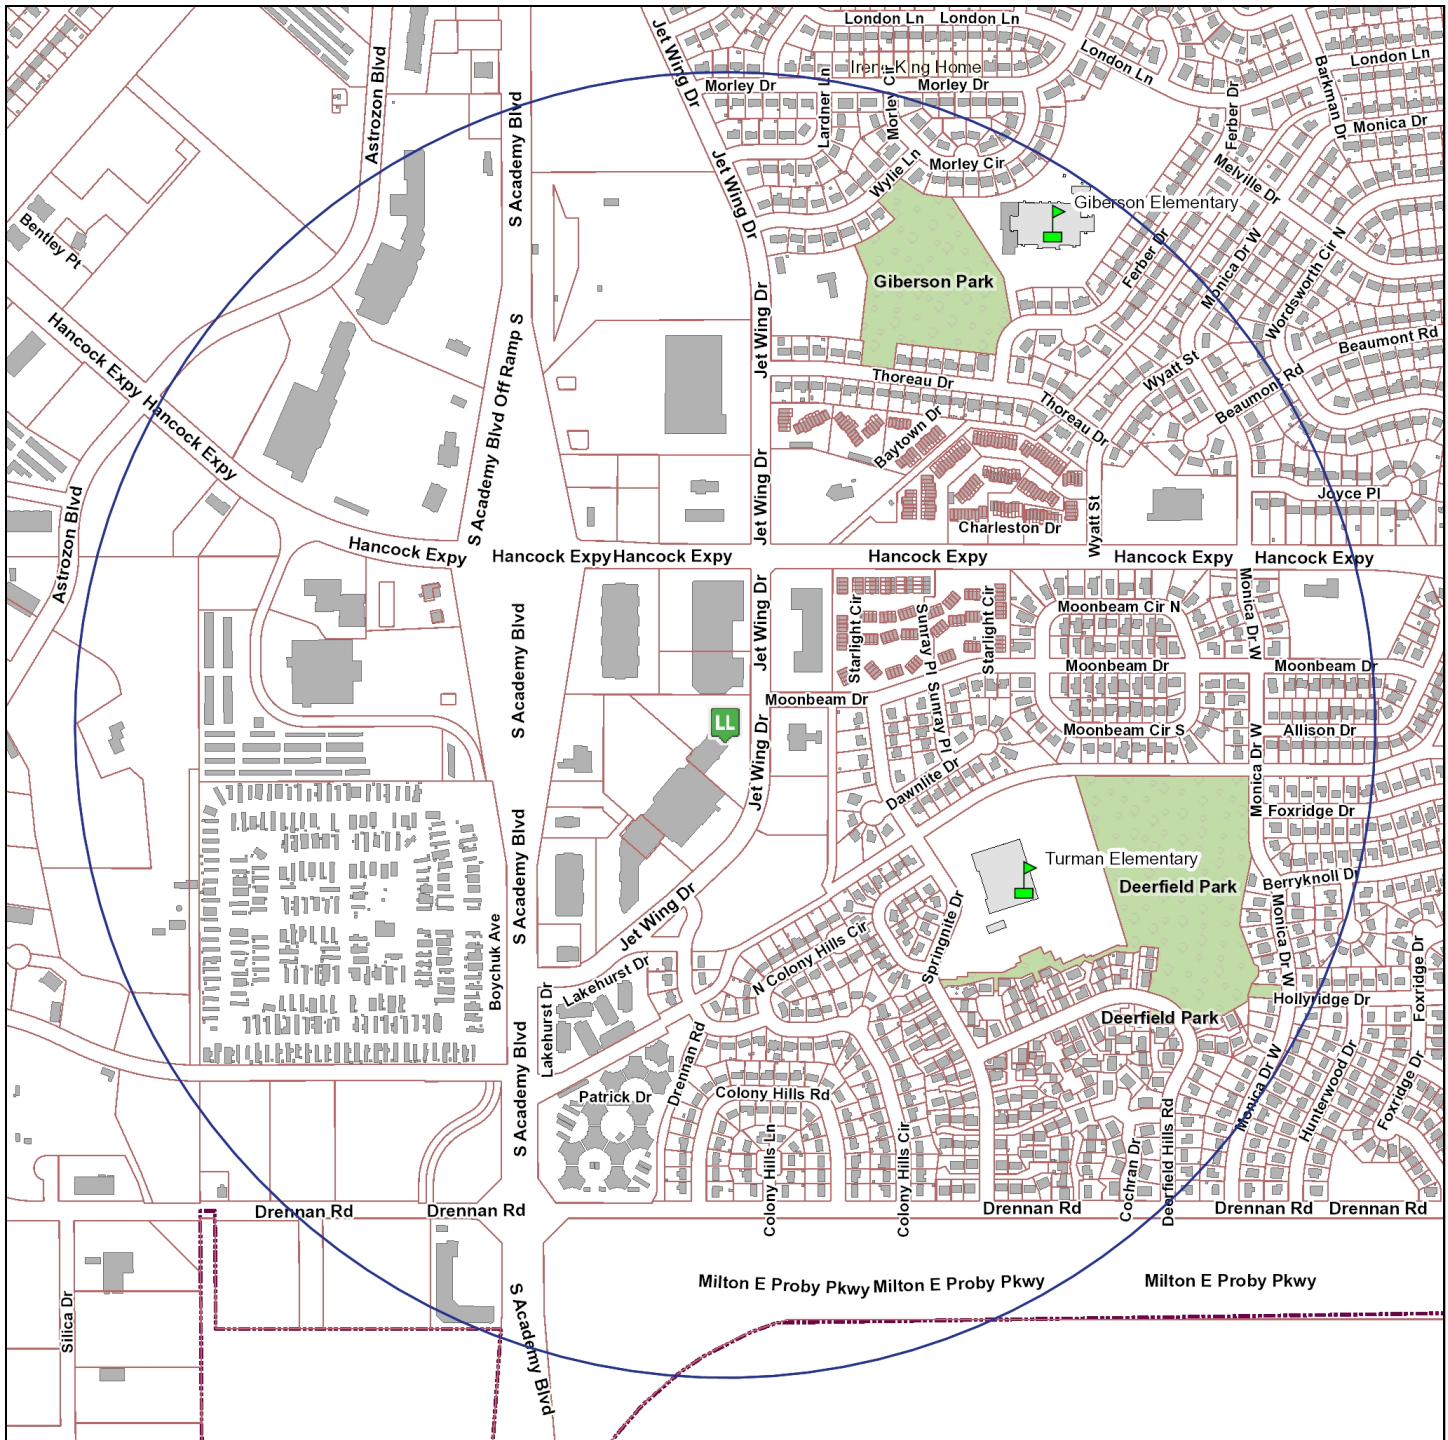 London Ln
London Ln
Jet Wing Dr
London Ln
London Ln
Irene King Home
Astrozon Blvd
Morley Dr
Lardner Ln
Morley Cir
Morley Dr
Ferber Dr
Barkman Dr
Monica Dr
S Academy Blvd
Jet Wing Dr
Wylie Ln
Morley Cir
Melville Dr
Giberson Elementary
Bentley Pt
Ferber Dr
Monica Dr W
Wordsworth Cir N
Giberson Park
Hancock Expy
Hancock Expy
S Academy Blvd Off Ramp S
Jet Wing Dr
Beaumont Rd
Thoreau Dr
Wyatt St
Beaumont Rd
Thoreau Dr
Baytown Dr
Astrozon Blvd
Jet Wing Dr
Joyce Pl
Charleston Dr
Wyatt St
Hancock Expy
Hancock Expy
Hancock Expy
Hancock Expy
Hancock Expy
Hancock Expy
S Academy Blvd
Jet Wing Dr
Starlight Cir
Sunray Pl
Starlight Cir
Moonbeam Cir N
Monica Dr W
Moonbeam Dr
Moonbeam Dr
Moonbeam Dr
LL
Jet Wing Dr
Sunray Pl
Moonbeam Cir S
Monica Dr W
Allison Dr
Dawnlite Dr
Foxridge Dr
S Academy Blvd
Turman Elementary
Deerfield Park
Berryknoll Dr
Boychuk Ave
Jet Wing Dr
N Colony Hills Cir
Springnite Dr
Monica Dr W
Foxridge Dr
Lakehurst Dr
Lakehurst Dr
Hollyridge Dr
Deerfield Park
S Academy Blvd
Drennan Rd
Monica Dr W
Hunterwood Dr
Foxridge Dr
Patrick Dr
Colony Hills Rd
Colony Hills Ln
Colony Hills Cir
Cochran Dr
Deerfield Hills Rd
Drennan Rd
Drennan Rd
Drennan Rd
Drennan Rd
Drennan Rd
Milton E Proby Pkwy
Milton E Proby Pkwy
Milton E Proby Pkwy
Silica Dr
S Academy Blvd